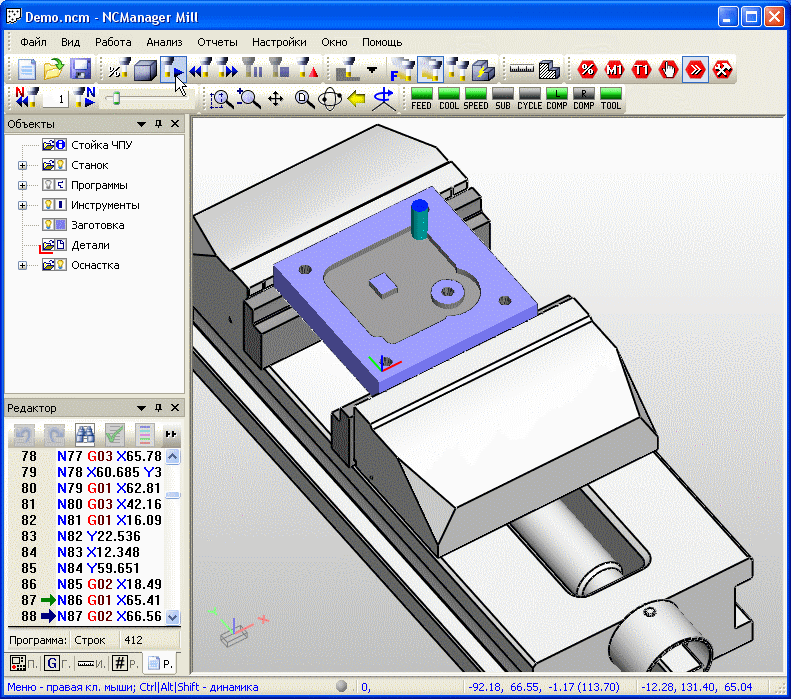 Demo.ncm - NCManager Mill
Файл Вид Работа Анализ Отчеты Настройки Окно Помощь
% F % M1 T1
N 1 N FEED COOL SPEED SUB CYCLE L COMP R COMP TOOL
Объекты
Стойка ЧПУ
Станок
Программы
Инструменты
Заготовка
Детали
Оснастка
Редактор
78 N77 G03 X65.78
79 N78 X60.685 Y3
80 N79 G01 X62.81
81 N80 G03 X42.16
82 N81 G01 X16.09
83 N82 Y22.536
84 N83 X12.348
85 N84 Y59.651
86 N85 G02 X18.49
87 N86 G01 X65.41
88 N87 G02 X66.56
Программа: Строк 412
П. G Г. И. # Р. Р.
Y X
Меню - правая кл. мыши; Ctrl|Alt|Shift - динамика 0, -92.18, 66.55, -1.17 (113.70) -12.28, 131.40, 65.04